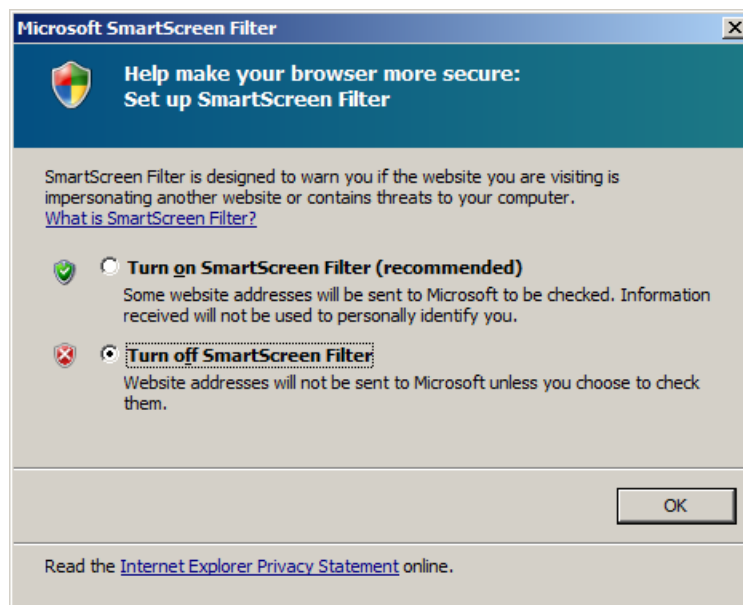 Microsoft SmartScreen Filter
Help make your browser more secure:
Set up SmartScreen Filter
SmartScreen Filter is designed to warn you if the website you are visiting is
impersonating another website or contains threats to your computer.
What is SmartScreen Filter?
Turn on SmartScreen Filter (recommended)
Some website addresses will be sent to Microsoft to be checked. Information
received will not be used to personally identify you.
Turn off SmartScreen Filter
Website addresses will not be sent to Microsoft unless you choose to check
them.
OK
Read the Internet Explorer Privacy Statement online.